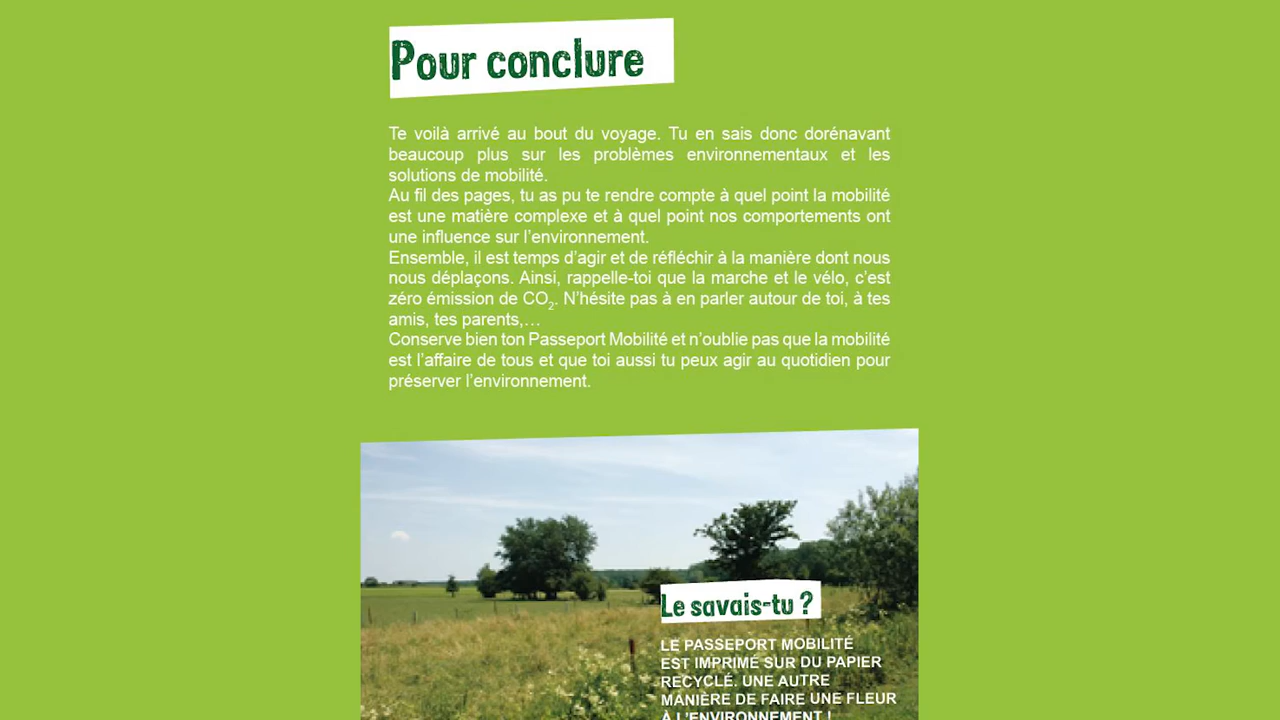 Pour conclure
Te voilà arrivé au bout du voyage. Tu en sais donc dorénavant
beaucoup plus sur les problèmes environnementaux et les
solutions de mobilité.
Au fil des pages, tu as pu te rendre compte à quel point la mobilité
est une matière complexe et à quel point nos comportements ont
une influence sur l’environnement.
Ensemble, il est temps d’agir et de réfléchir à la manière dont nous
nous déplaçons. Ainsi, rappelle-toi que la marche et le vélo, c’est
zéro émission de CO₂. N’hésite pas à en parler autour de toi, à tes
amis, tes parents,…
Conserve bien ton Passeport Mobilité et n’oublie pas que la mobilité
est l’affaire de tous et que toi aussi tu peux agir au quotidien pour
préserver l’environnement.
Le savais-tu ?
LE PASSEPORT MOBILITÉ
EST IMPRIMÉ SUR DU PAPIER
RECYCLÉ. UNE AUTRE
MANIÈRE DE FAIRE UNE FLEUR
À L’ENVIRONNEMENT !